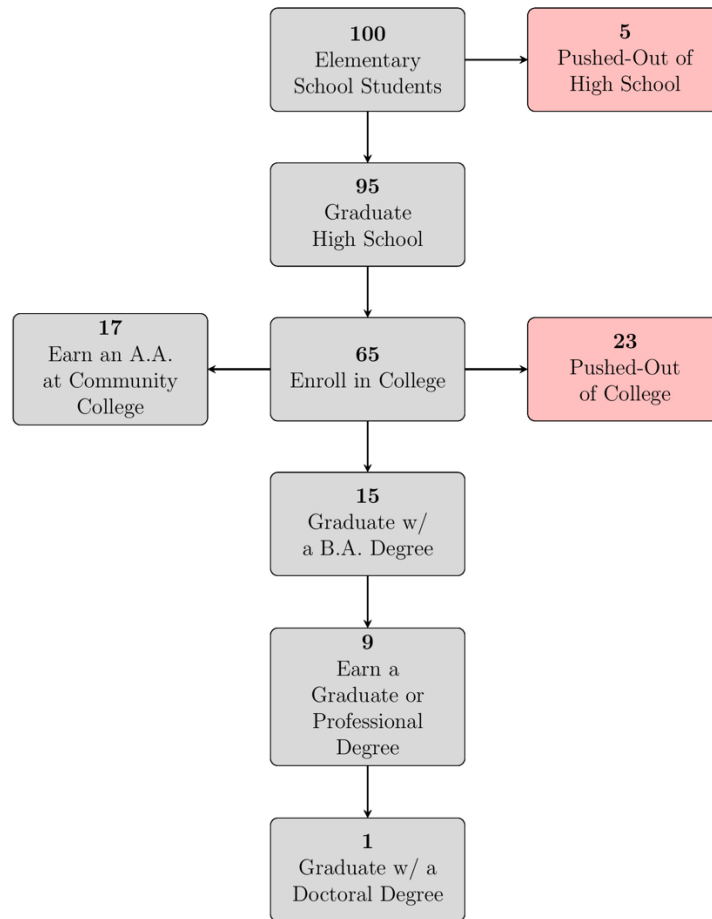 100
Elementary
School Students
5
Pushed-Out of
High School
95
Graduate
High School
17
Earn an A.A.
at Community
College
65
Enroll in College
23
Pushed-Out
of College
15
Graduate w/
a B.A. Degree
9
Earn a
Graduate or
Professional
Degree
1
Graduate w/ a
Doctoral Degree